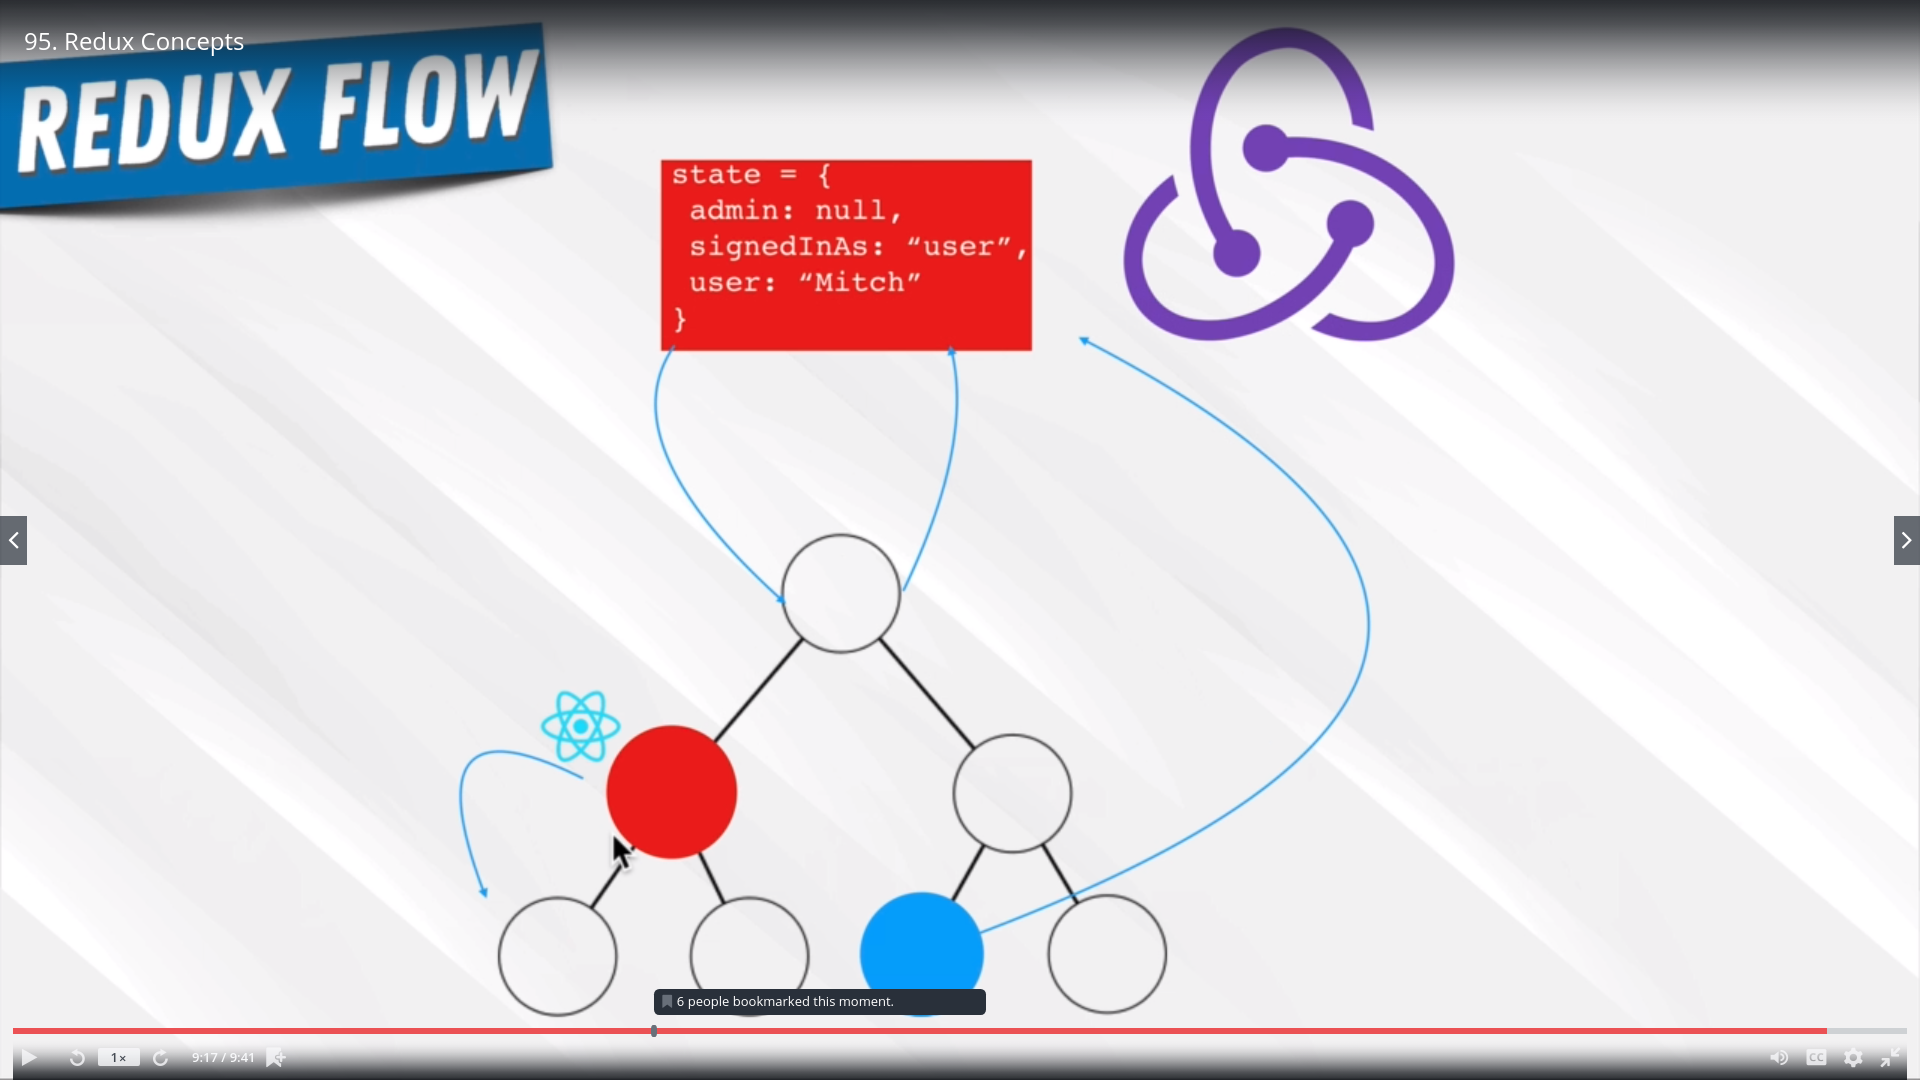 95. Redux Concepts
REDUX FLOW
state = {
admin: null,
signedInAs: “user”,
user: “Mitch”
}
6 people bookmarked this moment.
1×
9:17 / 9:41
CC